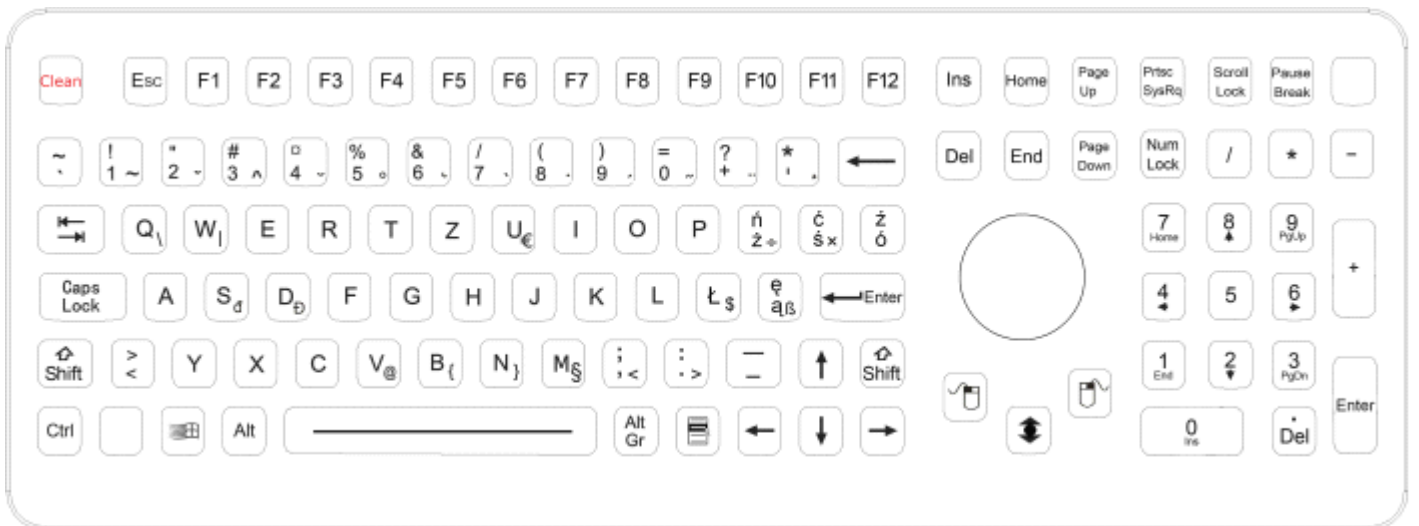 Clean Esc F1 F2 F3 F4 F5 F6 F7 F8 F9 F10 F11 F12 Ins Home Page Up Prtsc SysRq Scroll Lock Pause Break
~ ! " # ¤ % & / ( ) = ? *
1 ~ 2 ˇ 3 ^ 4 ˘ 5 ° 6 ˛ 7 ` 8 ˙ 9 ´ 0 ˝ + ¨ ' ¸ Del End Page Down Num Lock / * -
Q \ W | E R T Z U € I O P ń ż ÷ ć ś × ź ó 7 Home 8 9 PgUp +
Caps Lock A S đ D Đ F G H J K L Ł $ ę ą ß Enter 4 5 6
Shift > < Y X C V @ B { N } M § ; , < : . > — _ Shift 1 End 2 3 PgDn Enter
Ctrl Alt Alt Gr 0 Ins . Del